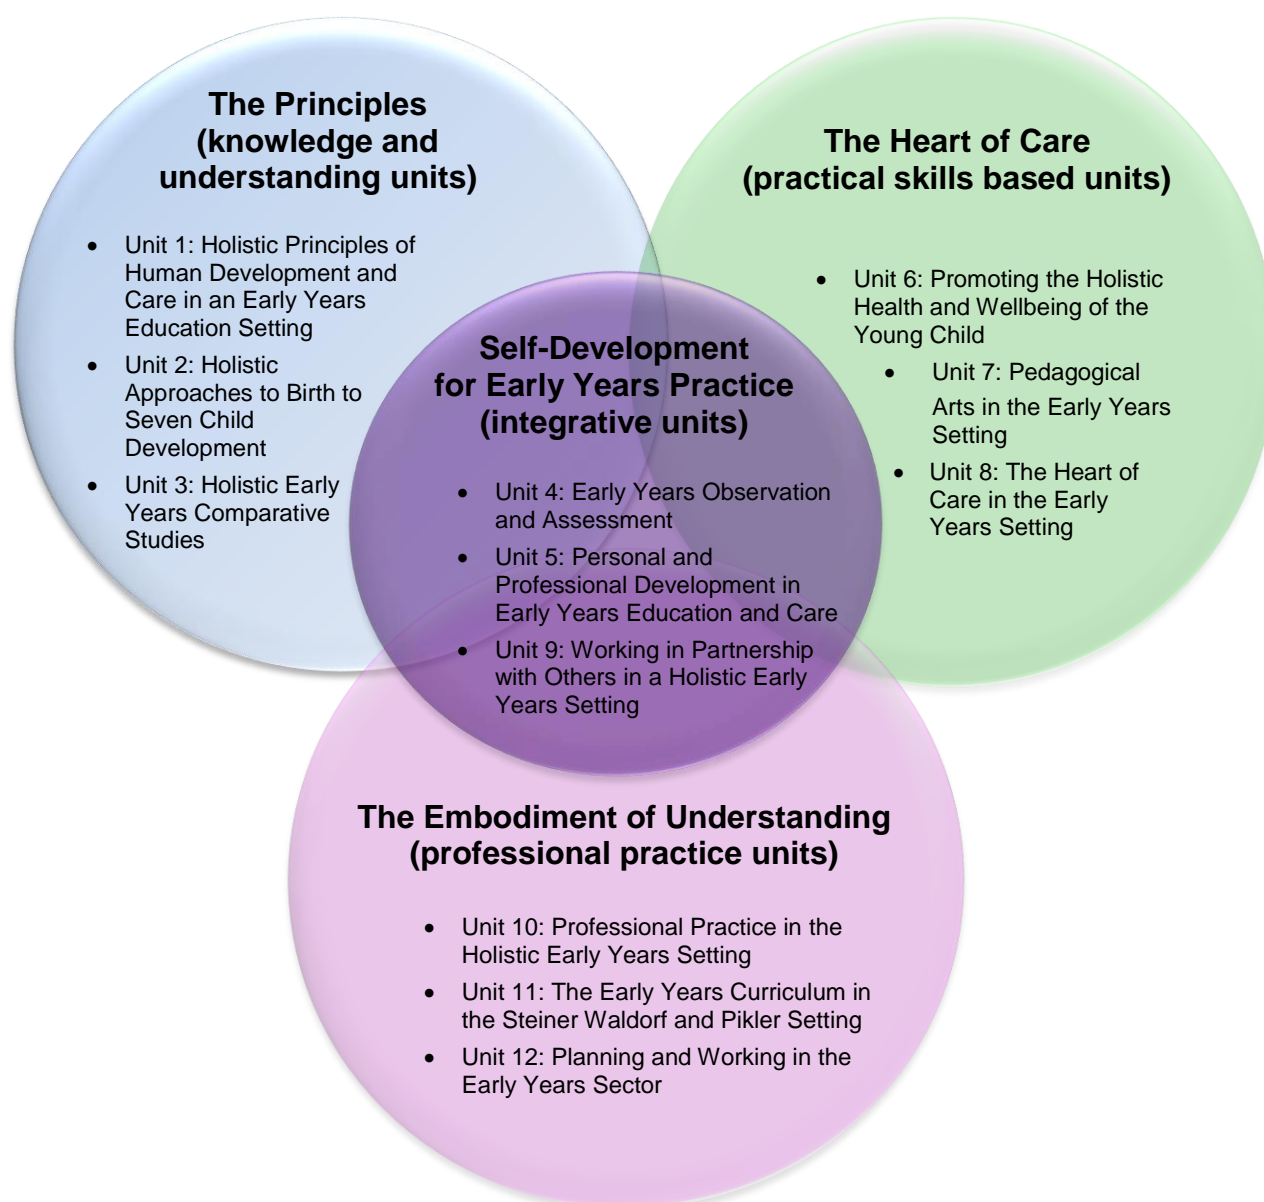 The Principles
(knowledge and
understanding units)
• Unit 1: Holistic Principles of
Human Development and
Care in an Early Years
Education Setting
• Unit 2: Holistic
Approaches to Birth to
Seven Child
Development
• Unit 3: Holistic Early
Years Comparative
Studies
The Heart of Care
(practical skills based units)
• Unit 6: Promoting the Holistic
Health and Wellbeing of the
Young Child
• Unit 7: Pedagogical
Arts in the Early Years
Setting
• Unit 8: The Heart of
Care in the Early
Years Setting
Self-Development
for Early Years Practice
(integrative units)
• Unit 4: Early Years Observation
and Assessment
• Unit 5: Personal and
Professional Development in
Early Years Education and Care
• Unit 9: Working in Partnership
with Others in a Holistic Early
Years Setting
The Embodiment of Understanding
(professional practice units)
• Unit 10: Professional Practice in the
Holistic Early Years Setting
• Unit 11: The Early Years Curriculum in
the Steiner Waldorf and Pikler Setting
• Unit 12: Planning and Working in the
Early Years Sector